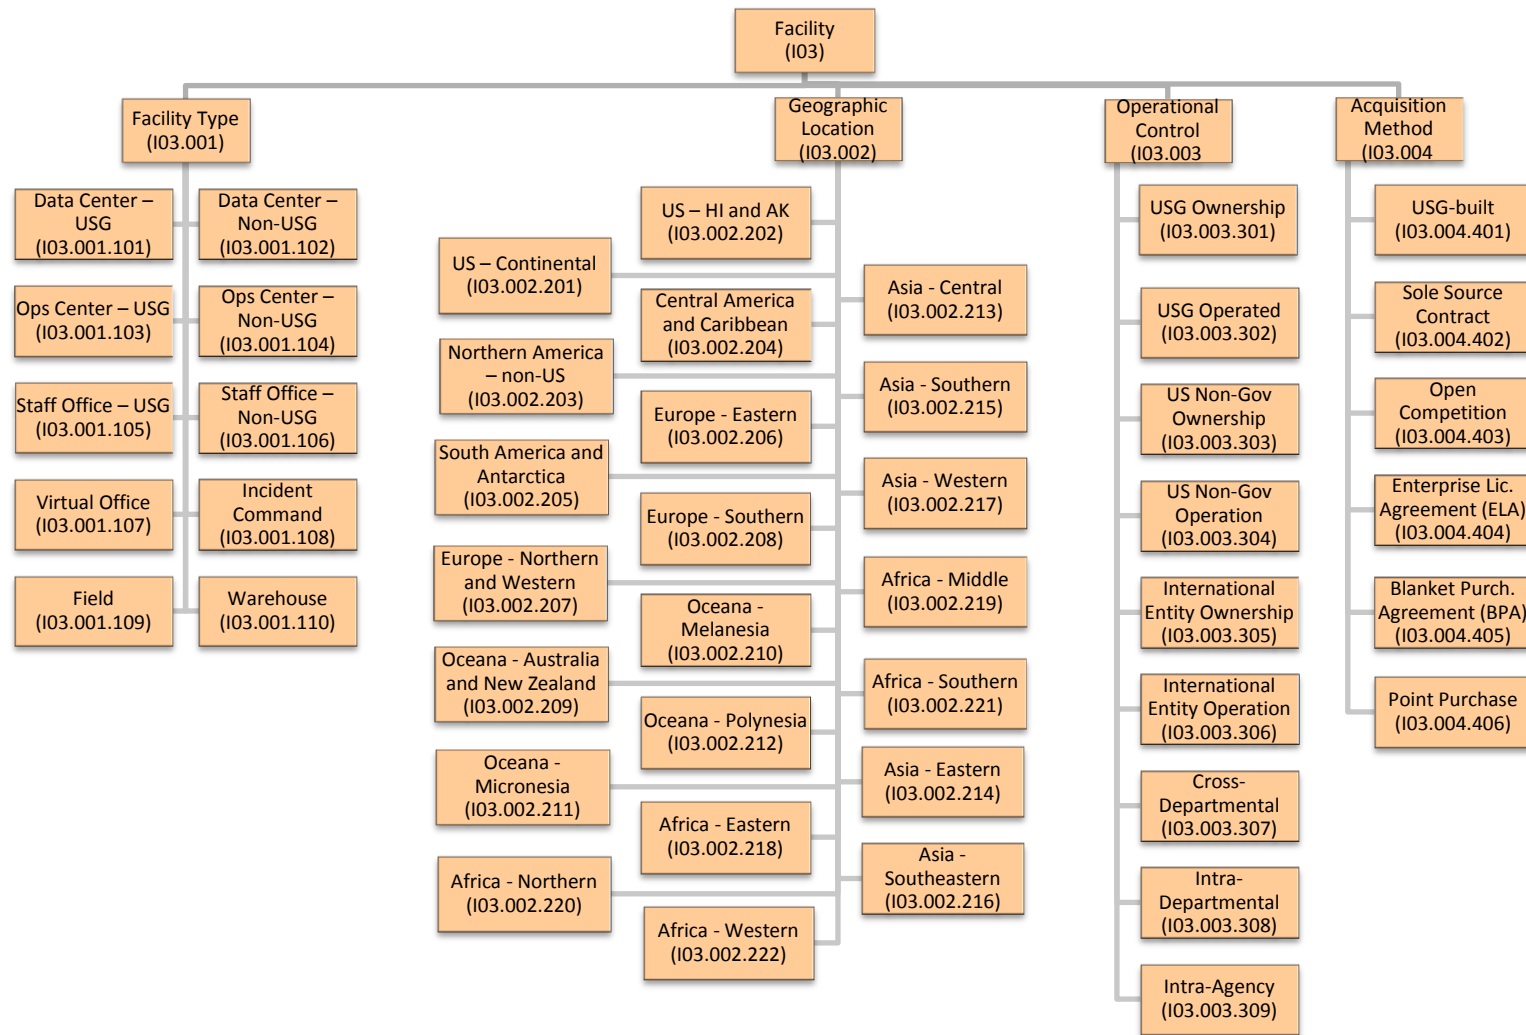 Facility
(I03)
Facility Type
(I03.001)
Geographic
Location
(I03.002)
Operational
Control
(I03.003
Acquisition
Method
(I03.004
Data Center –
USG
(I03.001.101)
Data Center –
Non-USG
(I03.001.102)
Ops Center – USG
(I03.001.103)
Ops Center –
Non-USG
(I03.001.104)
Staff Office – USG
(I03.001.105)
Staff Office –
Non-USG
(I03.001.106)
Virtual Office
(I03.001.107)
Incident
Command
(I03.001.108)
Field
(I03.001.109)
Warehouse
(I03.001.110)
US – HI and AK
(I03.002.202)
US – Continental
(I03.002.201)
Asia - Central
(I03.002.213)
Central America
and Caribbean
(I03.002.204)
Northern America
– non-US
(I03.002.203)
Asia - Southern
(I03.002.215)
Europe - Eastern
(I03.002.206)
South America and
Antarctica
(I03.002.205)
Asia - Western
(I03.002.217)
Europe - Southern
(I03.002.208)
Europe - Northern
and Western
(I03.002.207)
Africa - Middle
(I03.002.219)
Oceana -
Melanesia
(I03.002.210)
Oceana - Australia
and New Zealand
(I03.002.209)
Africa - Southern
(I03.002.221)
Oceana - Polynesia
(I03.002.212)
Oceana -
Micronesia
(I03.002.211)
Asia - Eastern
(I03.002.214)
Africa - Eastern
(I03.002.218)
Asia -
Southeastern
(I03.002.216)
Africa - Northern
(I03.002.220)
Africa - Western
(I03.002.222)
USG Ownership
(I03.003.301)
USG Operated
(I03.003.302)
US Non-Gov
Ownership
(I03.003.303)
US Non-Gov
Operation
(I03.003.304)
International
Entity Ownership
(I03.003.305)
International
Entity Operation
(I03.003.306)
Cross-
Departmental
(I03.003.307)
Intra-
Departmental
(I03.003.308)
Intra-Agency
(I03.003.309)
USG-built
(I03.004.401)
Sole Source
Contract
(I03.004.402)
Open
Competition
(I03.004.403)
Enterprise Lic.
Agreement (ELA)
(I03.004.404)
Blanket Purch.
Agreement (BPA)
(I03.004.405)
Point Purchase
(I03.004.406)